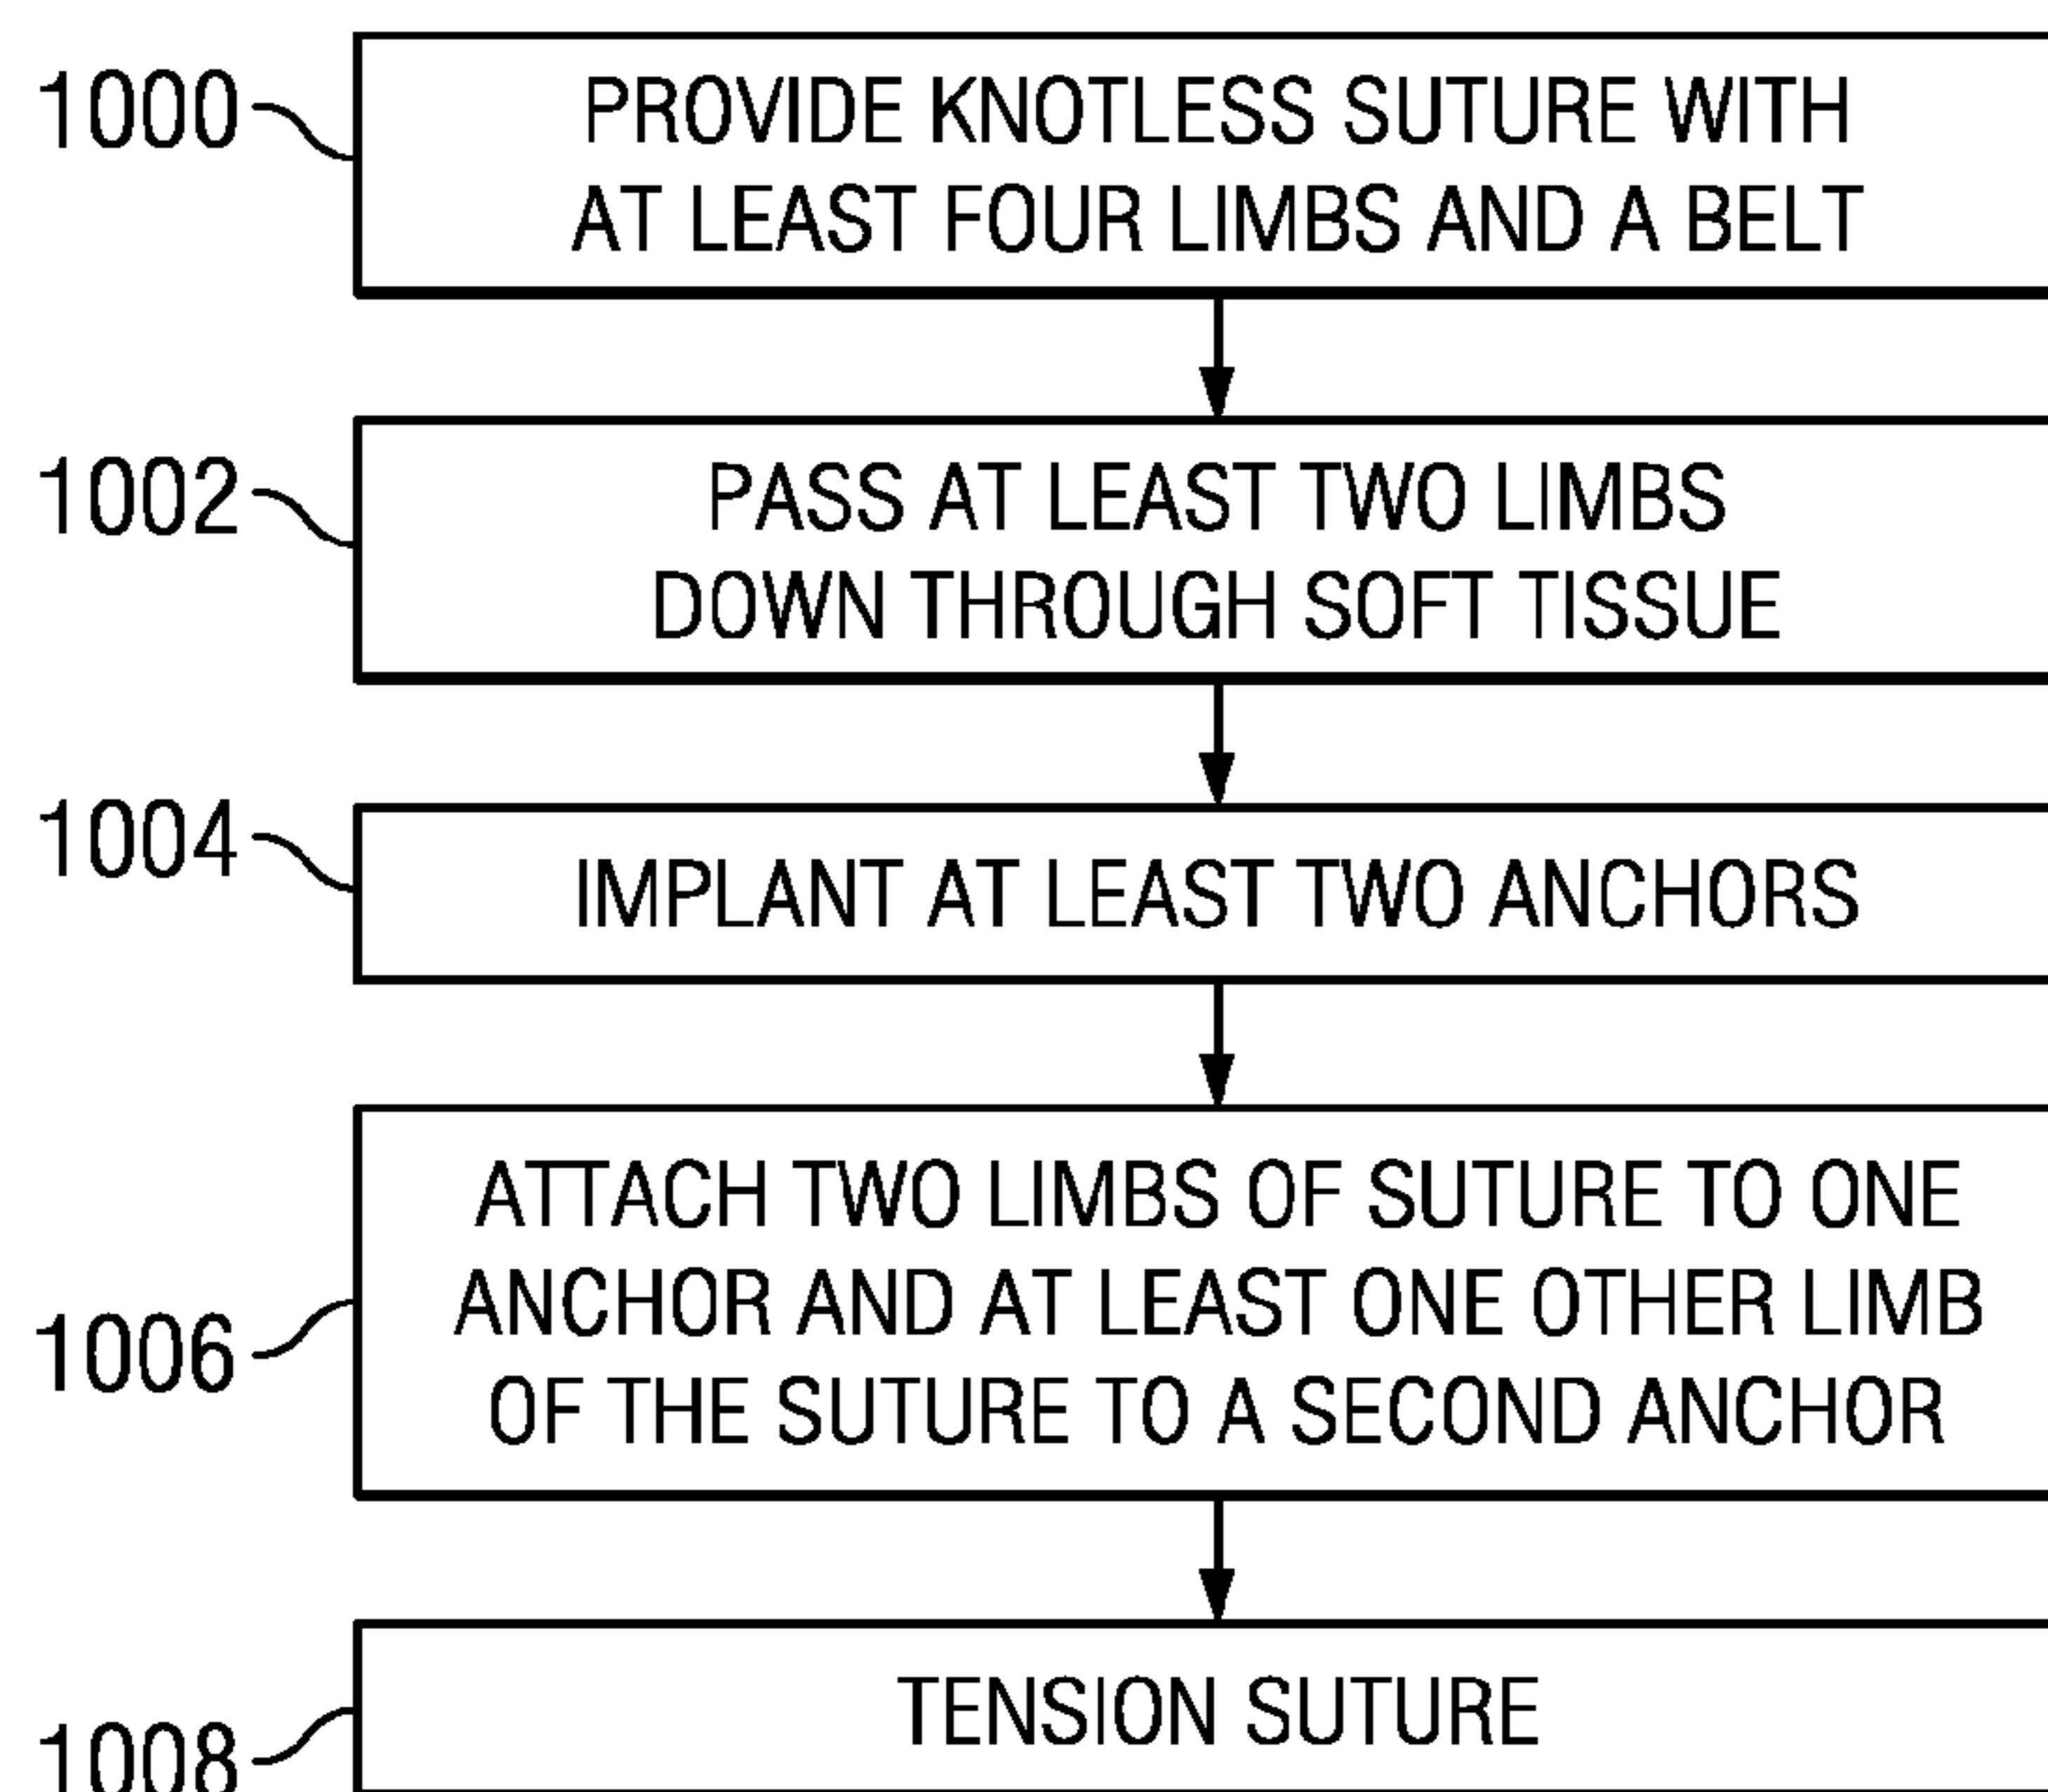 1000
PROVIDE KNOTLESS SUTURE WITH
AT LEAST FOUR LIMBS AND A BELT
1002
PASS AT LEAST TWO LIMBS
DOWN THROUGH SOFT TISSUE
1004
IMPLANT AT LEAST TWO ANCHORS
ATTACH TWO LIMBS OF SUTURE TO ONE
ANCHOR AND AT LEAST ONE OTHER LIMB
1006
OF THE SUTURE TO A SECOND ANCHOR
TENSION SUTURE
1008